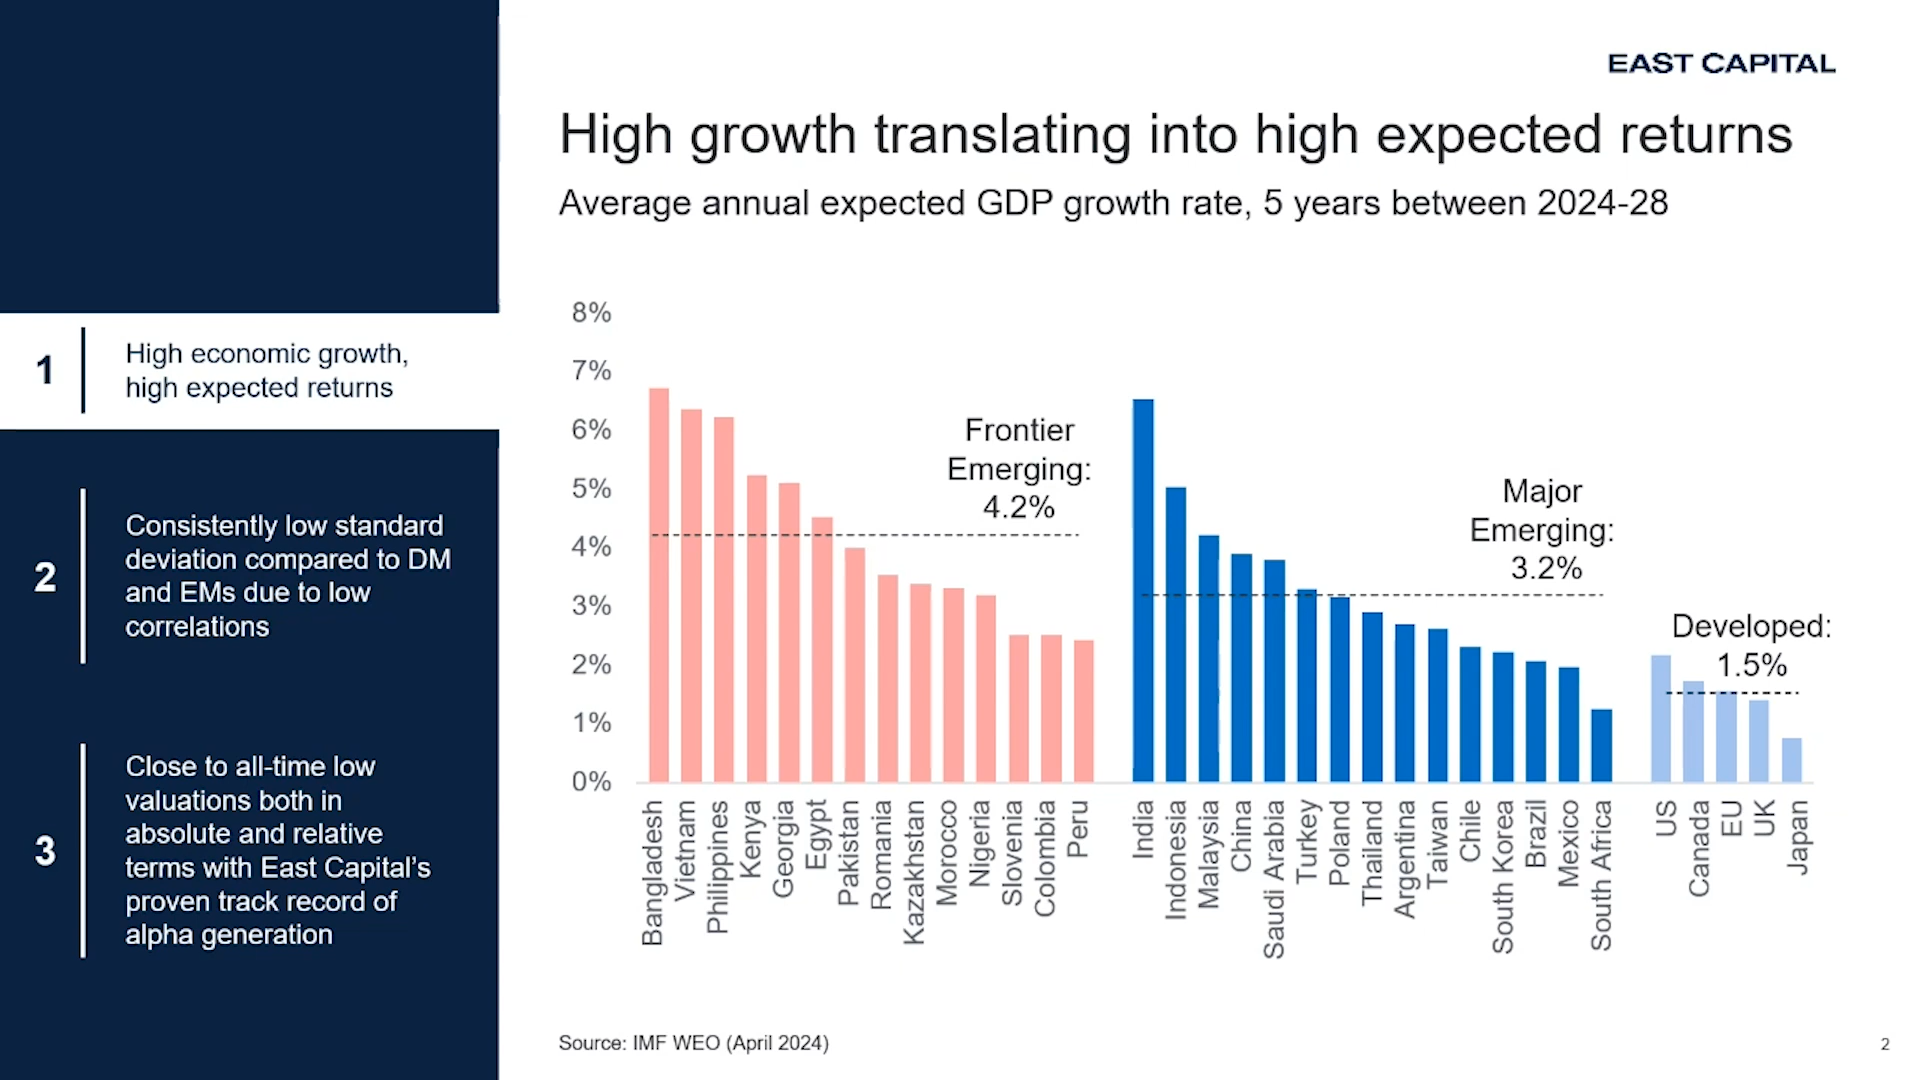 EAST CAPITAL
High growth translating into high expected returns
Average annual expected GDP growth rate, 5 years between 2024-28
1
High economic growth,
high expected returns
2
Consistently low standard
deviation compared to DM
and EMs due to low
correlations
3
Close to all-time low
valuations both in
absolute and relative
terms with East Capital’s
proven track record of
alpha generation
8%
7%
6%
5%
4%
3%
2%
1%
0%
Frontier
Emerging:
4.2%
Major
Emerging:
3.2%
Developed:
1.5%
Bangladesh
Vietnam
Philippines
Kenya
Georgia
Egypt
Pakistan
Romania
Kazakhstan
Morocco
Nigeria
Slovenia
Colombia
Peru
India
Indonesia
Malaysia
China
Saudi Arabia
Turkey
Poland
Thailand
Argentina
Taiwan
Chile
South Korea
Brazil
Mexico
South Africa
US
Canada
EU
UK
Japan
Source: IMF WEO (April 2024)
2